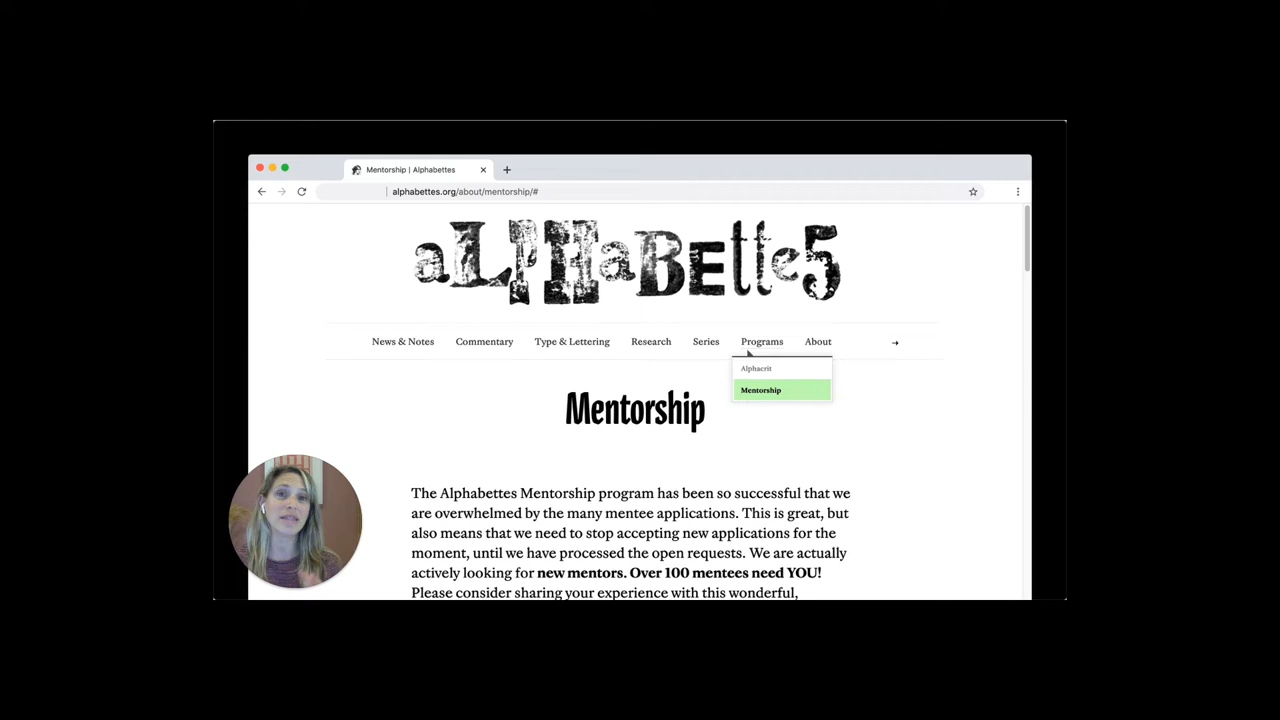 Mentorship | Alphabettes
alphabettes.org/about/mentorship/#
aLPHaBEtte5
News & Notes Commentary Type & Lettering Research Series Programs About
Alphacrit
Mentorship
Mentorship
The Alphabettes Mentorship program has been so successful that we
are overwhelmed by the many mentee applications. This is great, but
also means that we need to stop accepting new applications for the
moment, until we have processed the open requests. We are actually
actively looking for new mentors. Over 100 mentees need YOU!
Please consider sharing your experience with this wonderful,